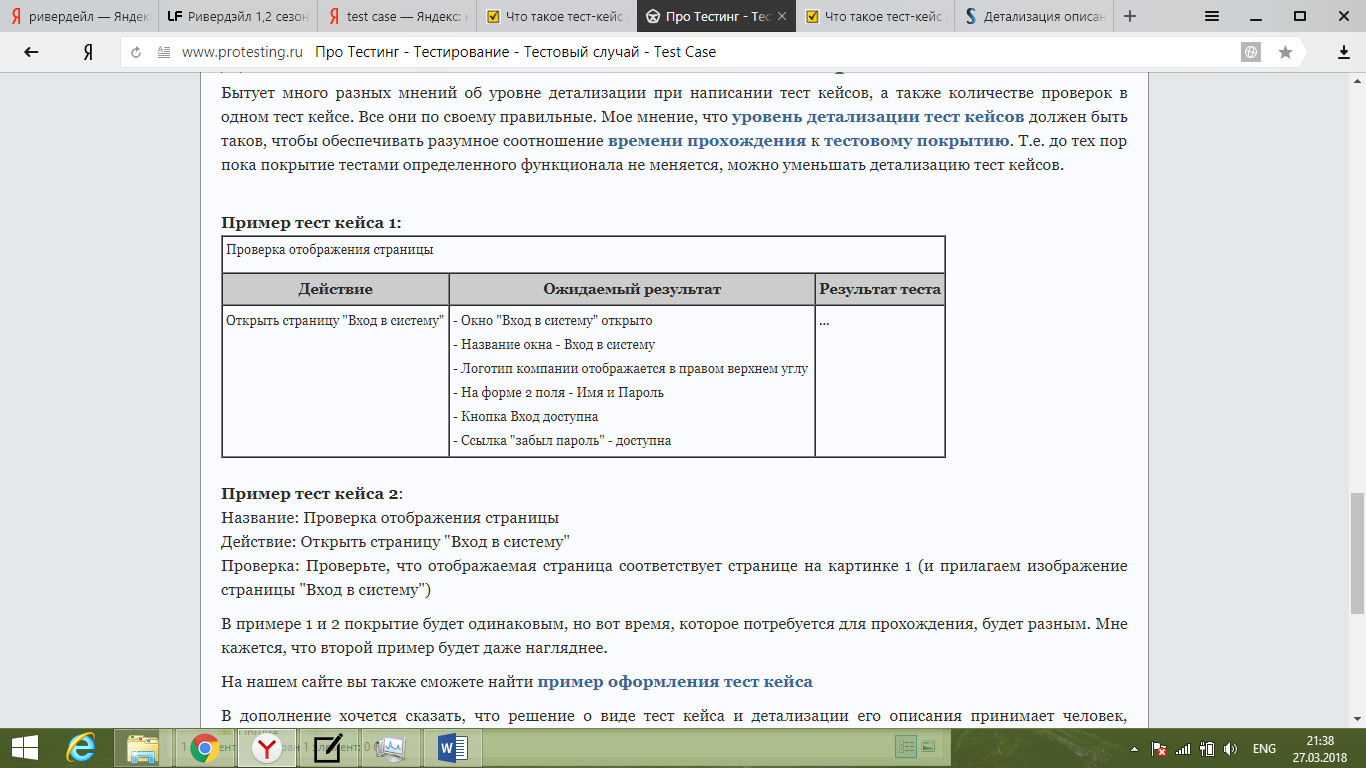 ривердейл — Яндек
Ривердэйл 1,2 сезон
test case — Яндекс: н
Что такое тест-кейс
Про Тестинг - Тес
Что такое тест-кейс
Детализация описан
www.protesting.ru Про Тестинг - Тестирование - Тестовый случай - Test Case
Бытует много разных мнений об уровне детализации при написании тест кейсов, а также количестве проверок в
одном тест кейсе. Все они по своему правильные. Мое мнение, что уровень детализации тест кейсов должен быть
таков, чтобы обеспечивать разумное соотношение времени прохождения к тестовому покрытию. Т.е. до тех пор
пока покрытие тестами определенного функционала не меняется, можно уменьшать детализацию тест кейсов.
Пример тест кейса 1:
Проверка отображения страницы
Действие Ожидаемый результат Результат теста
Открыть страницу "Вход в систему" - Окно "Вход в систему" открыто ...
- Название окна - Вход в систему
- Логотип компании отображается в правом верхнем углу
- На форме 2 поля - Имя и Пароль
- Кнопка Вход доступна
- Ссылка "забыл пароль" - доступна
Пример тест кейса 2:
Название: Проверка отображения страницы
Действие: Открыть страницу "Вход в систему"
Проверка: Проверьте, что отображаемая страница соответствует странице на картинке 1 (и прилагаем изображение
страницы "Вход в систему")
В примере 1 и 2 покрытие будет одинаковым, но вот время, которое потребуется для прохождения, будет разным. Мне
кажется, что второй пример будет даже нагляднее.
На нашем сайте вы также сможете найти пример оформления тест кейса
В дополнение хочется сказать, что решение о виде тест кейса и детализации его описания принимает человек,
ENG
21:38
27.03.2018